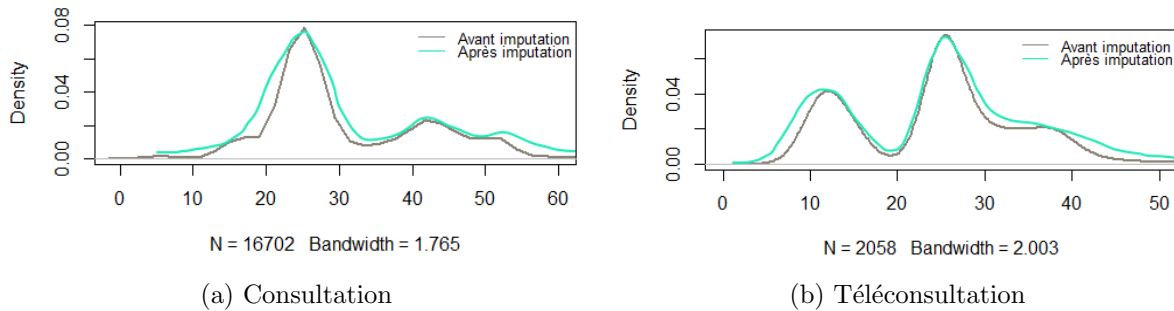 Density
0.00 0.04 0.08
Avant imputation
Après imputation
0 10 20 30 40 50 60
N = 16702 Bandwidth = 1.765
(a) Consultation
Density
0.00 0.04
Avant imputation
Après imputation
0 10 20 30 40 50
N = 2058 Bandwidth = 2.003
(b) Téléconsultation